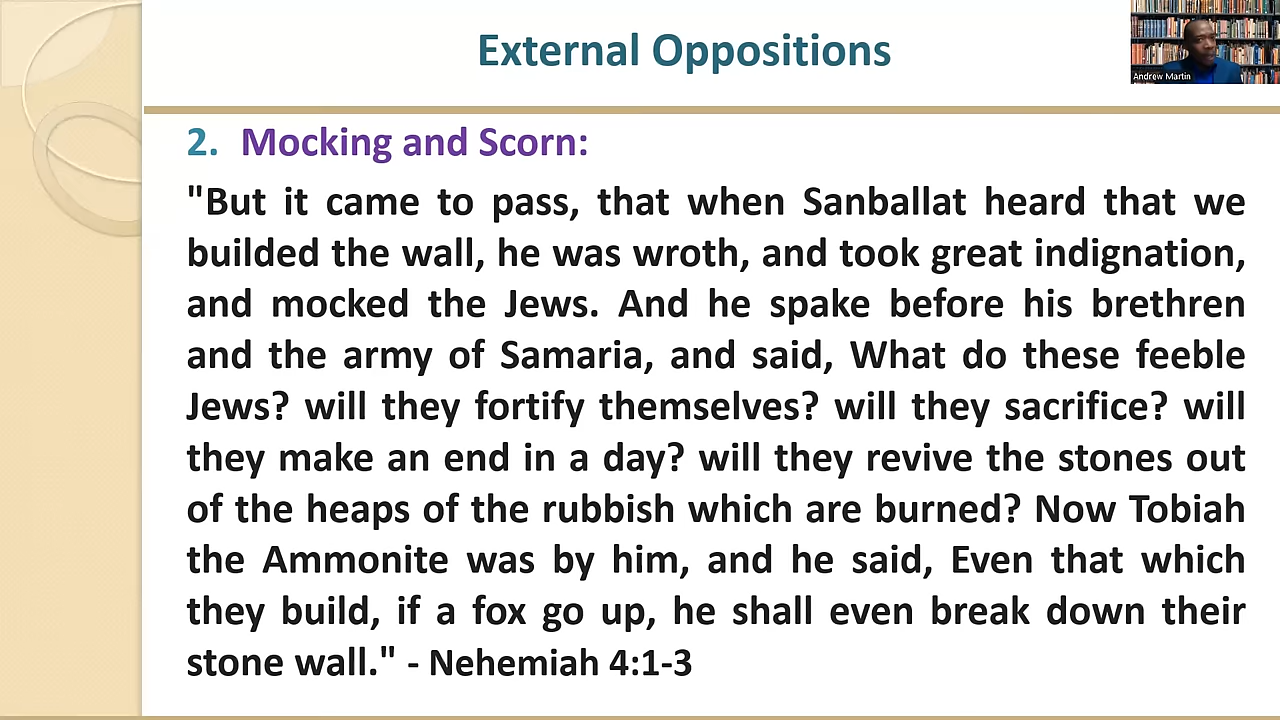 External Oppositions
Andrew Martin
2. Mocking and Scorn:
"But it came to pass, that when Sanballat heard that we
builded the wall, he was wroth, and took great indignation,
and mocked the Jews. And he spake before his brethren
and the army of Samaria, and said, What do these feeble
Jews? will they fortify themselves? will they sacrifice? will
they make an end in a day? will they revive the stones out
of the heaps of the rubbish which are burned? Now Tobiah
the Ammonite was by him, and he said, Even that which
they build, if a fox go up, he shall even break down their
stone wall." - Nehemiah 4:1-3